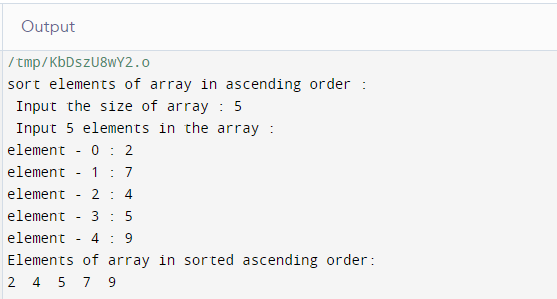 Output
/tmp/KbDszU8wY2.o
sort elements of array in ascending order :
Input the size of array : 5
Input 5 elements in the array :
element - 0 : 2
element - 1 : 7
element - 2 : 4
element - 3 : 5
element - 4 : 9
Elements of array in sorted ascending order:
2  4  5  7  9